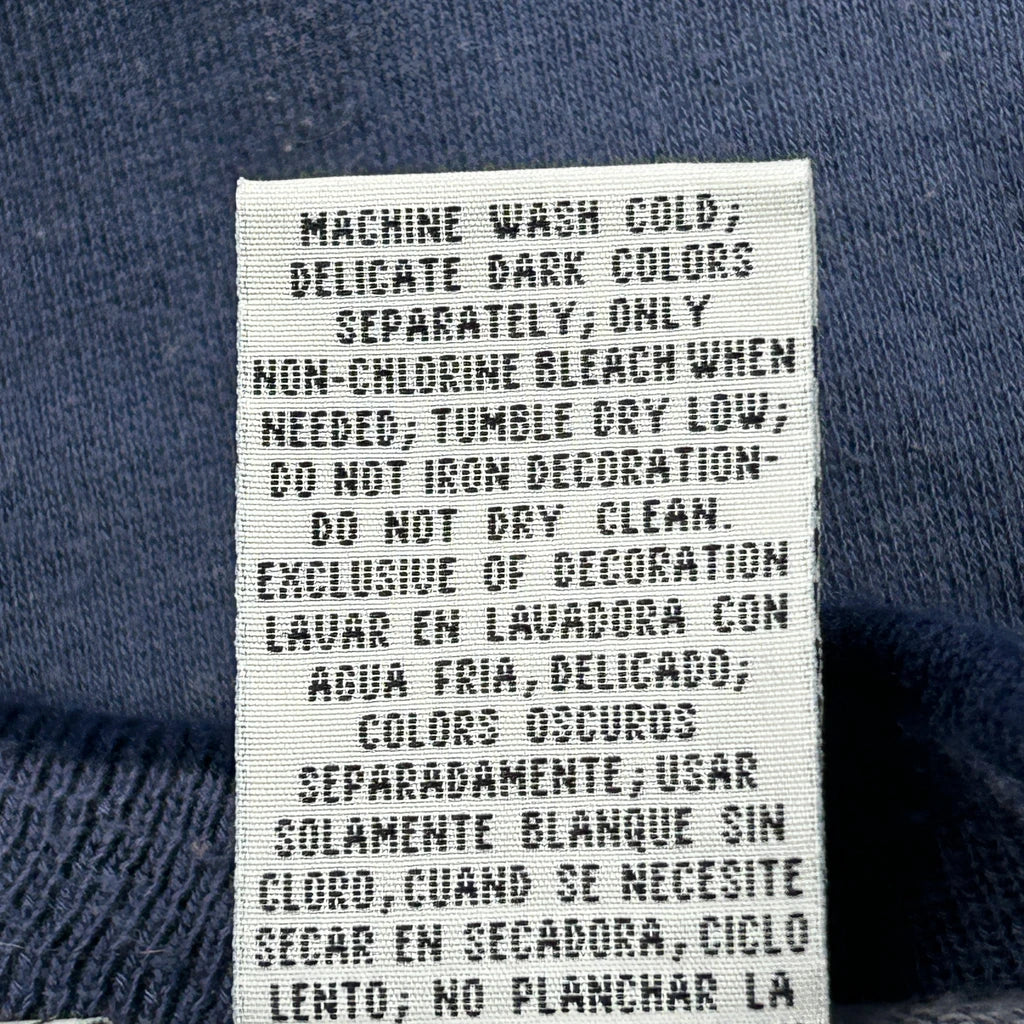 MACHINE WASH COLD;
DELICATE DARK COLORS
SEPARATELY; ONLY
NON-CHLORINE BLEACH WHEN
NEEDED; TUMBLE DRY LOW;
DO NOT IRON DECORATION-
DO NOT DRY CLEAN.
EXCLUSIVE OF DECORATION
LAVAR EN LAVADORA CON
AGUA FRIA, DELICADO;
COLORS OSCUROS
SEPARADAMENTE; USAR
SOLAMENTE BLANQUE SIN
CLORO, CUAND SE NECESITE
SECAR EN SECADORA, CICLO
LENTO; NO PLANCHAR LA